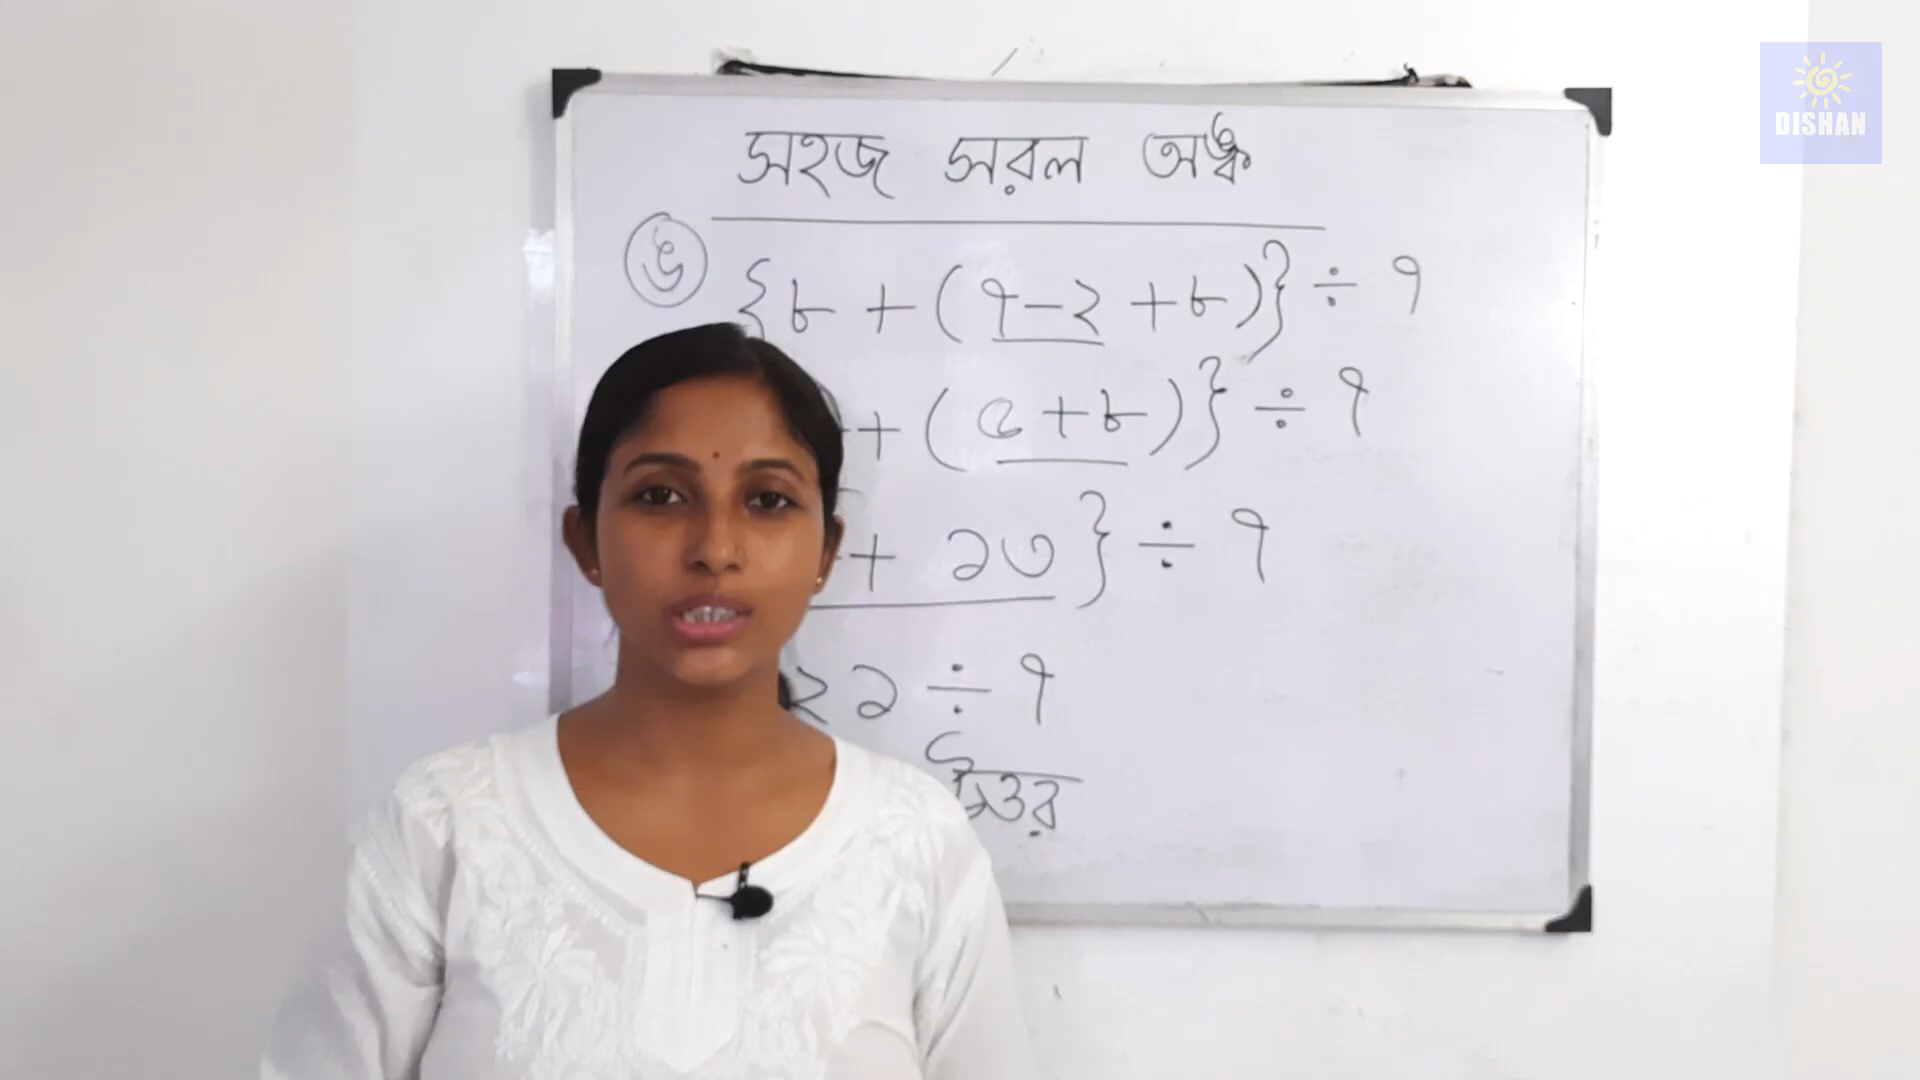 সহজ সরল অঙ্ক
৬ {৮ + (৭-২ + ৮)} ÷ ৭
+ (৫ + ৮)} ÷ ৭
+ ১৩} ÷ ৭
২১ ÷ ৭
উত্তর
DISHAN